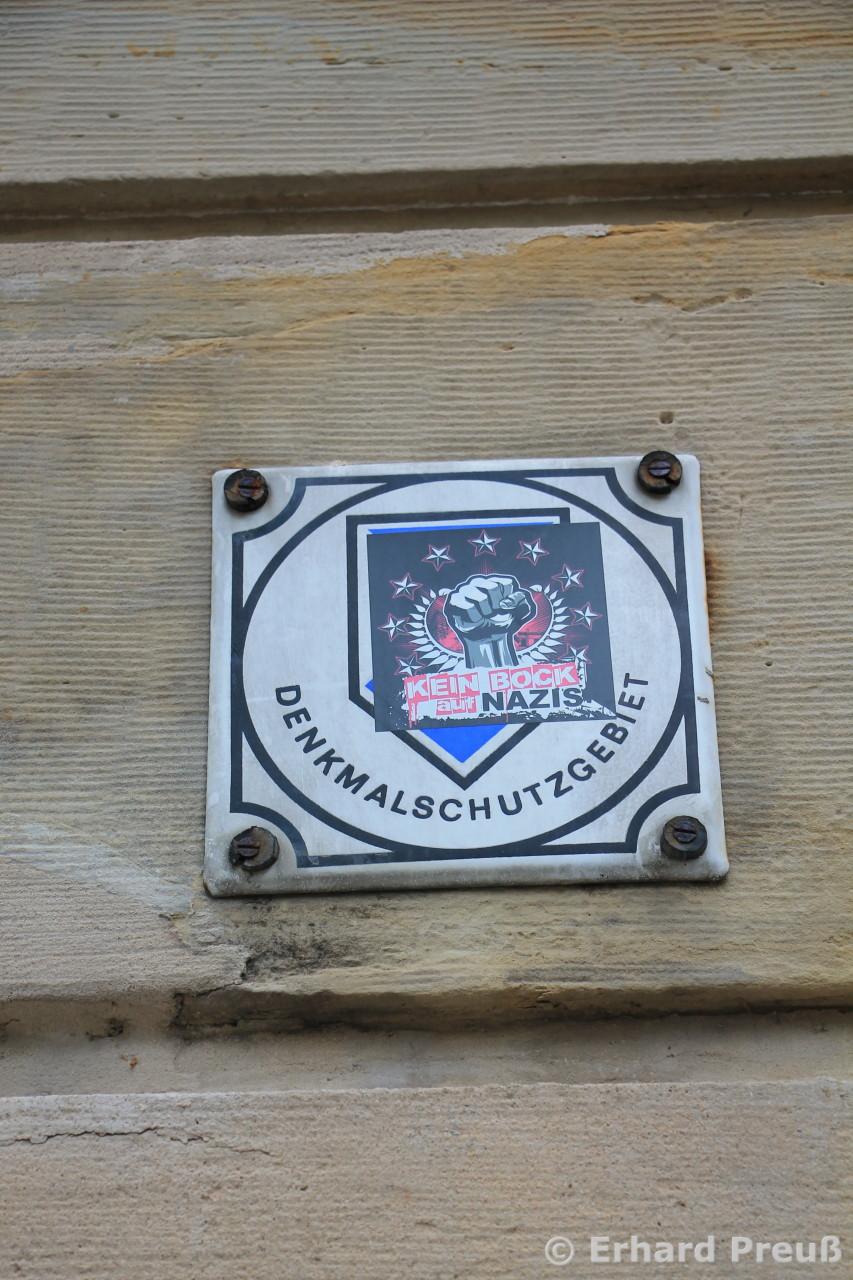 KEIN BOCK
auf NAZIS
DENKMALSCHUTZGEBIET
© Erhard Preuß